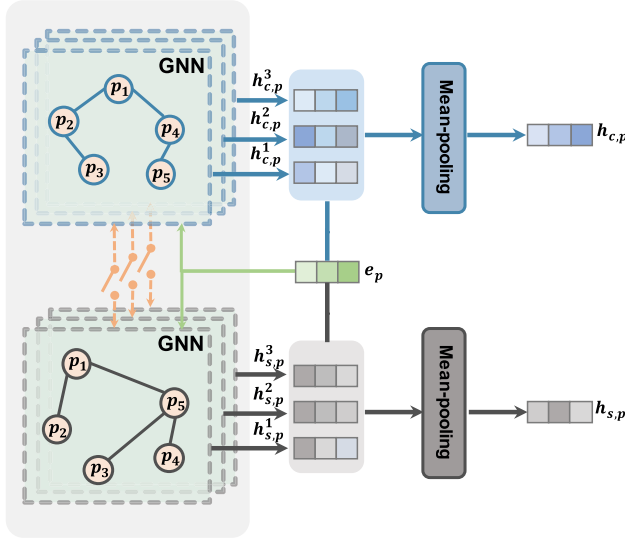 GNN
p₁
p₂
p₄
p₃
p₅
h³c,p
h²c,p
h¹c,p
Mean-pooling
hc,p
eₚ
GNN
p₁
p₅
p₂
p₃
p₄
h³s,p
h²s,p
h¹s,p
Mean-pooling
hs,p